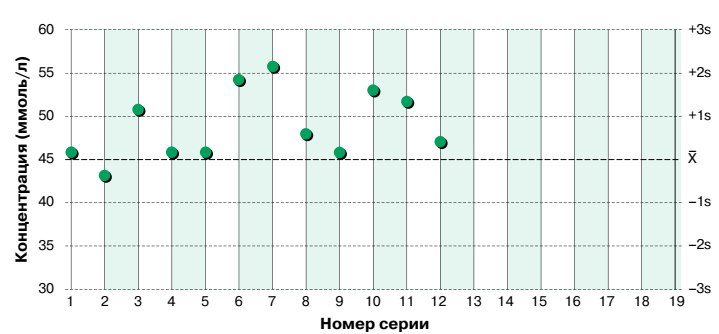 Концентрация (ммоль/л)
60 +3s
55 +2s
50 +1s
45 X̄
40 −1s
35 −2s
30 −3s
1 2 3 4 5 6 7 8 9 10 11 12 13 14 15 16 17 18 19
Номер серии